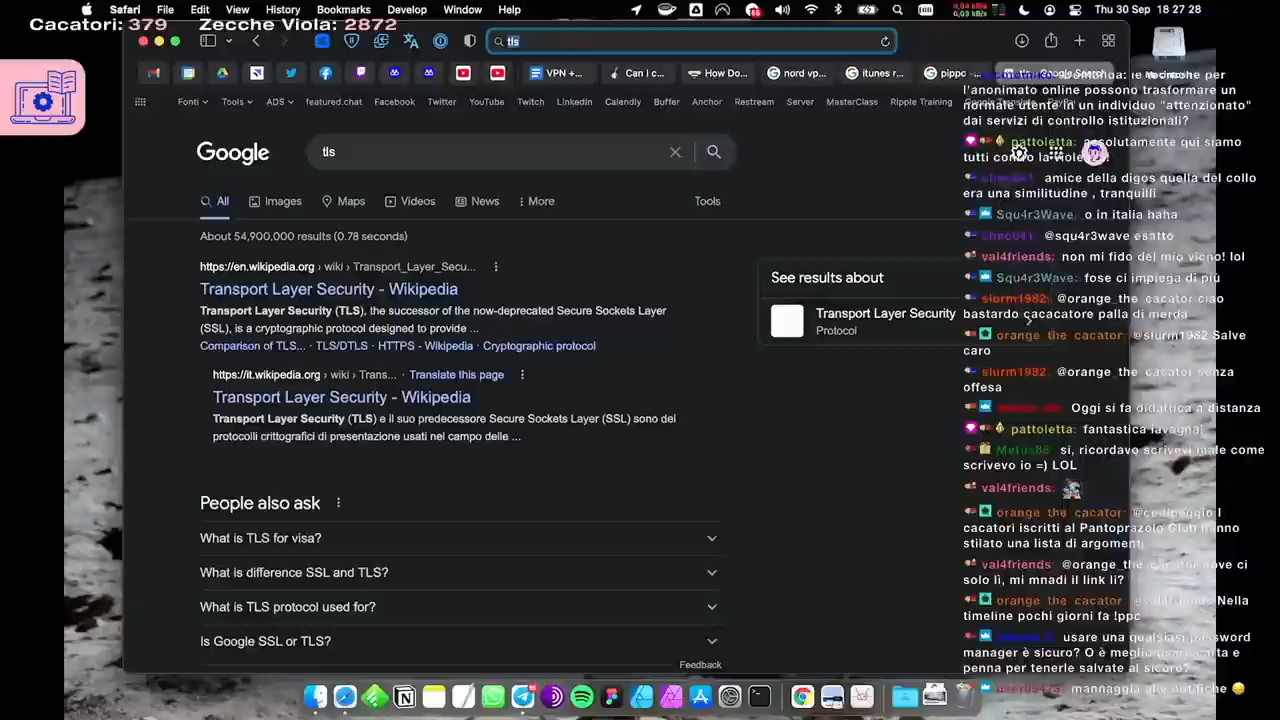 Safari File Edit View History Bookmarks Develop Window Help
Thu 30 Sep 18 27 28
Cacatori: 379 Zecche Viola: 2872
tls
VPN +...
Can I c...
How Do...
nord vp...
itunes r...
pippo
Fonti Tools ADS featured.chat Facebook Twitter YouTube Twitch LinkedIn Calendly Buffer Anchor Restream Server MasterClass Ripple Training
Google
tls
All Images Maps Videos News More Tools
About 54,900,000 results (0.78 seconds)
https://en.wikipedia.org › wiki › Transport_Layer_Secu...
Transport Layer Security - Wikipedia
Transport Layer Security (TLS), the successor of the now-deprecated Secure Sockets Layer
(SSL), is a cryptographic protocol designed to provide ...
Comparison of TLS... · TLS/DTLS · HTTPS - Wikipedia · Cryptographic protocol
https://it.wikipedia.org › wiki › Trans... · Translate this page
Transport Layer Security - Wikipedia
Transport Layer Security (TLS) e il suo predecessore Secure Sockets Layer (SSL) sono dei
protocolli crittografici di presentazione usati nel campo delle ...
People also ask
What is TLS for visa?
What is difference SSL and TLS?
What is TLS protocol used for?
Is Google SSL or TLS?
Feedback
See results about
Transport Layer Security
Protocol
le tecniche per
l'anonimato online possono trasformare un
normale utente in un individuo "attenzionato"
dai servizi di controllo istituzionali?
pattoletta: assolutamente qui siamo
tutti contro la
amice della digos quella del collo
era una similitudine , tranquilli
Squ4r3Wave: o in italia haha
@squ4r3wave esatto
val4friends: non mi fido del mio vicno! lol
Squ4r3Wave: fose ci impiega di più
slurm1982: @orange_the_cacator ciao
bastardo cacacatore palla di merda
orange_the_cacator: @slurm1982 Salve
caro
slurm1982: @orange_the_cacator senza
offesa
Oggi si fa didattica a distanza
pattoletta: fantastica lavagna!
Metus86: si, ricordavo scrivevi male come
scrivevo io =) LOL
val4friends:
orange_the_cacator: @cedipeggio I
cacatori iscritti al Pantoprazolo Club hanno
stilato una lista di argomenti
val4friends: @orange_the_cacator dove ci
solo lì, mi mnadi il link li?
orange_the_cacator: @val4friends Nella
timeline pochi giorni fa !ppc
usare una qualsiasi password
manager è sicuro? O è meglio usare carta e
penna per tenerle salvate al sicuro?
mannaggia alle notifiche